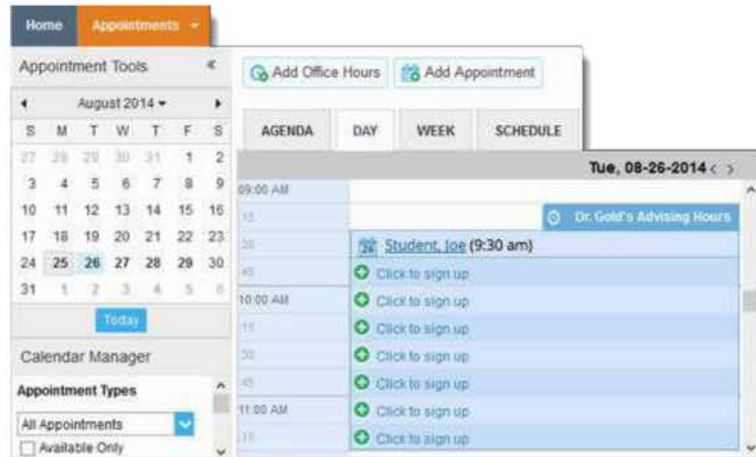 Home Appointments
Appointment Tools
August 2014
S M T W T F S
27 28 29 30 31 1 2
3 4 5 6 7 8 9
10 11 12 13 14 15 16
17 18 19 20 21 22 23
24 25 26 27 28 29 30
31 1 2 3 4 5 6
Today
Calendar Manager
Appointment Types
All Appointments
Available Only
Add Office Hours Add Appointment
AGENDA DAY WEEK SCHEDULE
Tue, 08-26-2014 < >
09:00 AM
15 Dr. Gold's Advising Hours
30 Student, Joe (9:30 am)
45 Click to sign up
10:00 AM Click to sign up
15 Click to sign up
30 Click to sign up
45 Click to sign up
11:00 AM Click to sign up
15 Click to sign up